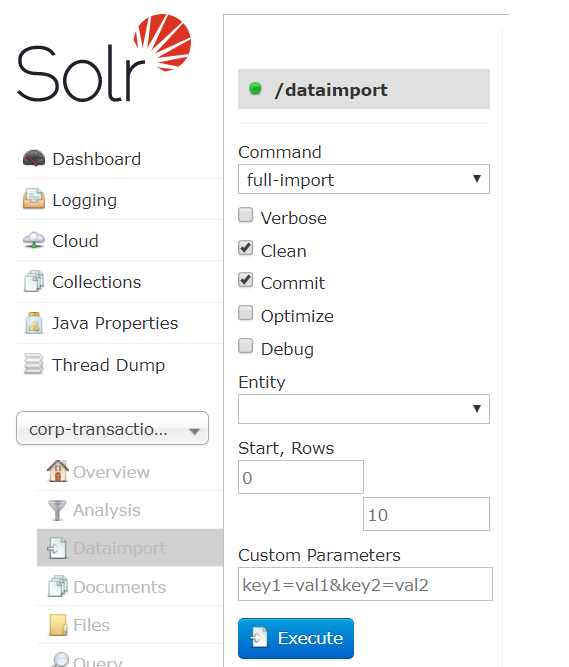 Solr
Dashboard
Logging
Cloud
Collections
Java Properties
Thread Dump
corp-transactio...
Overview
Analysis
Dataimport
Documents
Files
Query
/dataimport
Command
full-import
Verbose
Clean
Commit
Optimize
Debug
Entity
Start, Rows
0
10
Custom Parameters
key1=val1&key2=val2
Execute